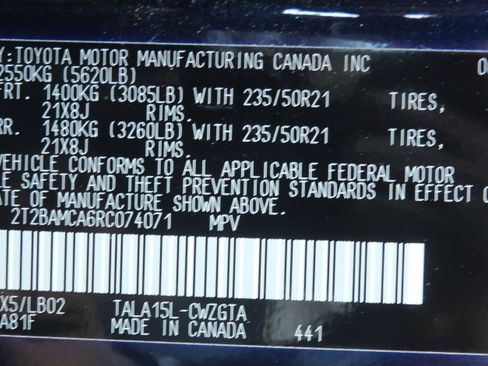 Y: TOYOTA MOTOR MANUFACTURING CANADA INC
2550KG (5620LB)
FRT. 1400KG (3085LB) WITH 235/50R21 TIRES,
21X8J RIMS.
RR. 1480KG (3260LB) WITH 235/50R21 TIRES,
21X8J RIMS.
VEHICLE CONFORMS TO ALL APPLICABLE FEDERAL MOTOR
LE SAFETY AND THEFT PREVENTION STANDARDS IN EFFECT O
ATE OF MANUFACTURE SHOWN ABOVE.
2T2BAMCA6RC074071 MPV
X5/LB02 TALA15L-CWZGTA
A81F MADE IN CANADA 441